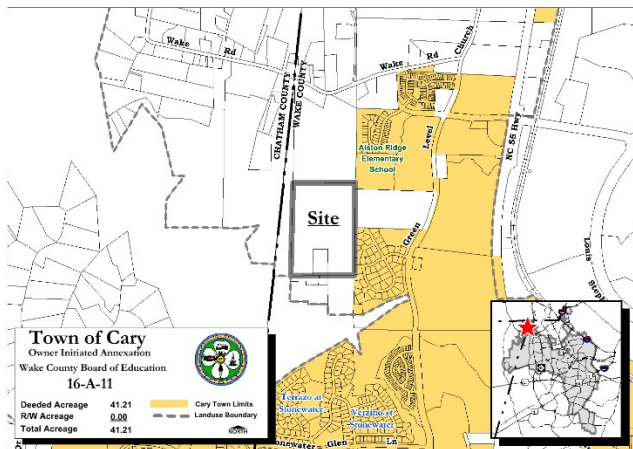 Wake Rd
Wake Rd
Church
CHATHAM COUNTY
WAKE COUNTY
NC 55 HWY
Alston Ridge
Elementary
School
Level
Site
Green
Louis
Steph
Town of Cary
Owner Initiated Annexation
Wake County Board of Education
16-A-11
Deeded Acreage 41.21
R/W Acreage 0.00
Total Acreage 41.21
Cary Town Limits
Landuse Boundary
NORTH
Terrazo at
Stonewater
Verzino at
Stonewater
Stonewater Glen Ln